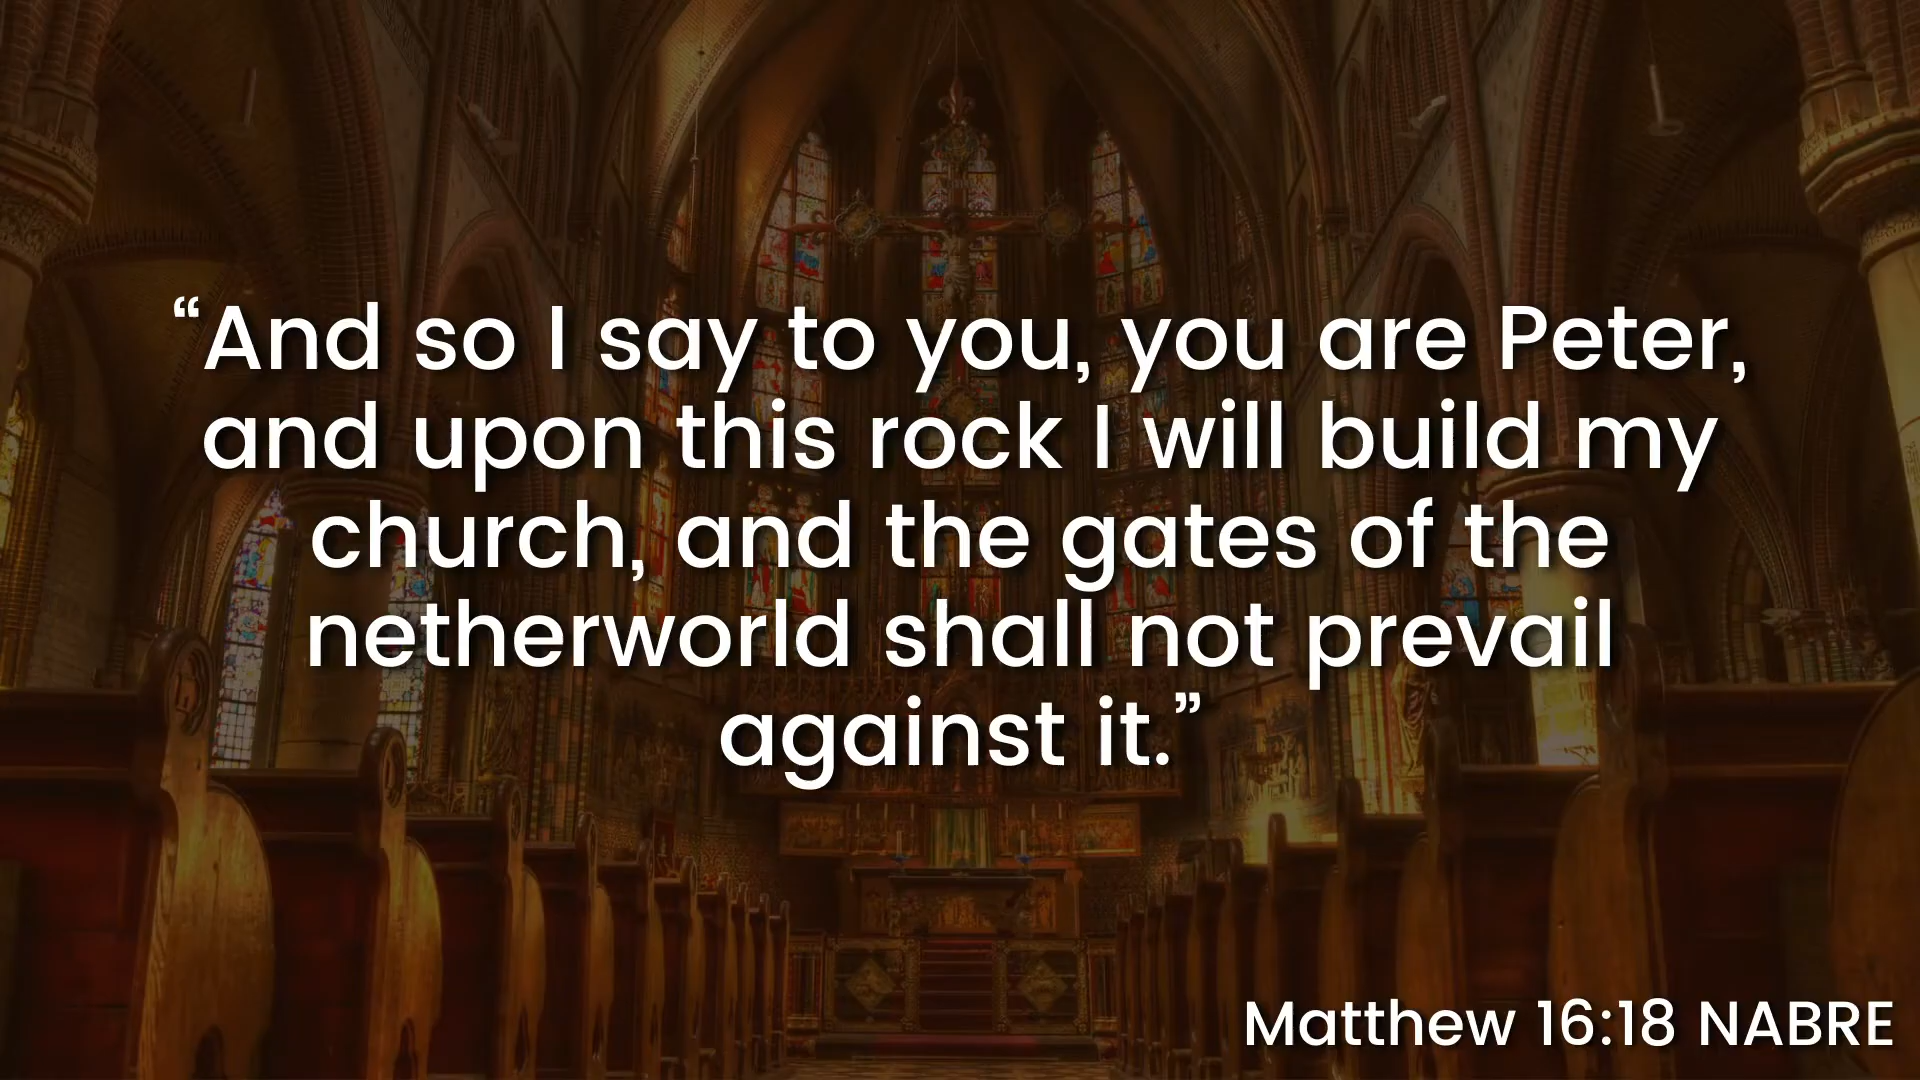 “And so I say to you, you are Peter,
and upon this rock I will build my
church, and the gates of the
netherworld shall not prevail
against it.”
Matthew 16:18 NABRE